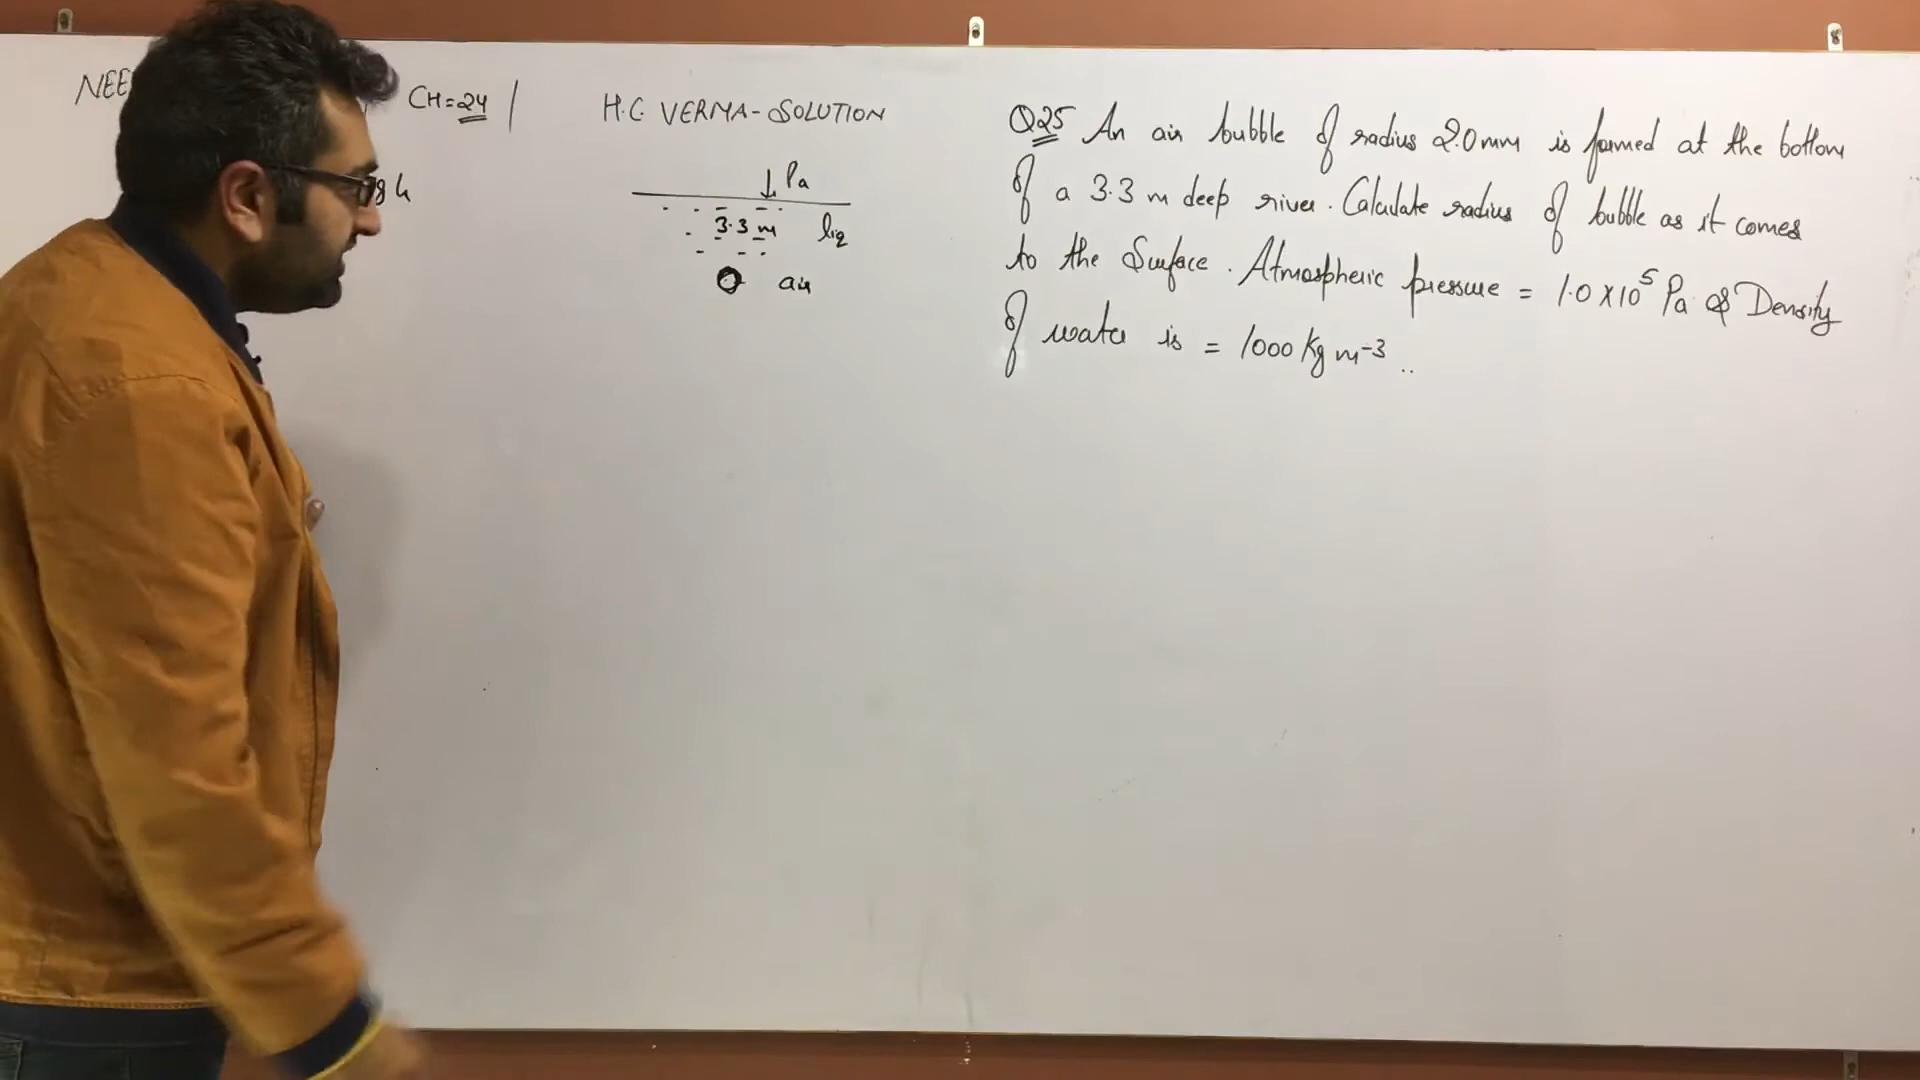 NEE CH=24
H.C. VERMA-SOLUTION
gh
Pa
3.3 m liq
air
Q25 An air bubble of radius 2.0mm is formed at the bottom
of a 3.3 m deep river. Calculate radius of bubble as it comes
to the Surface. Atmospheric pressure = 1.0 X10^5 Pa & Density
of water is = 1000 Kg m^-3 ..